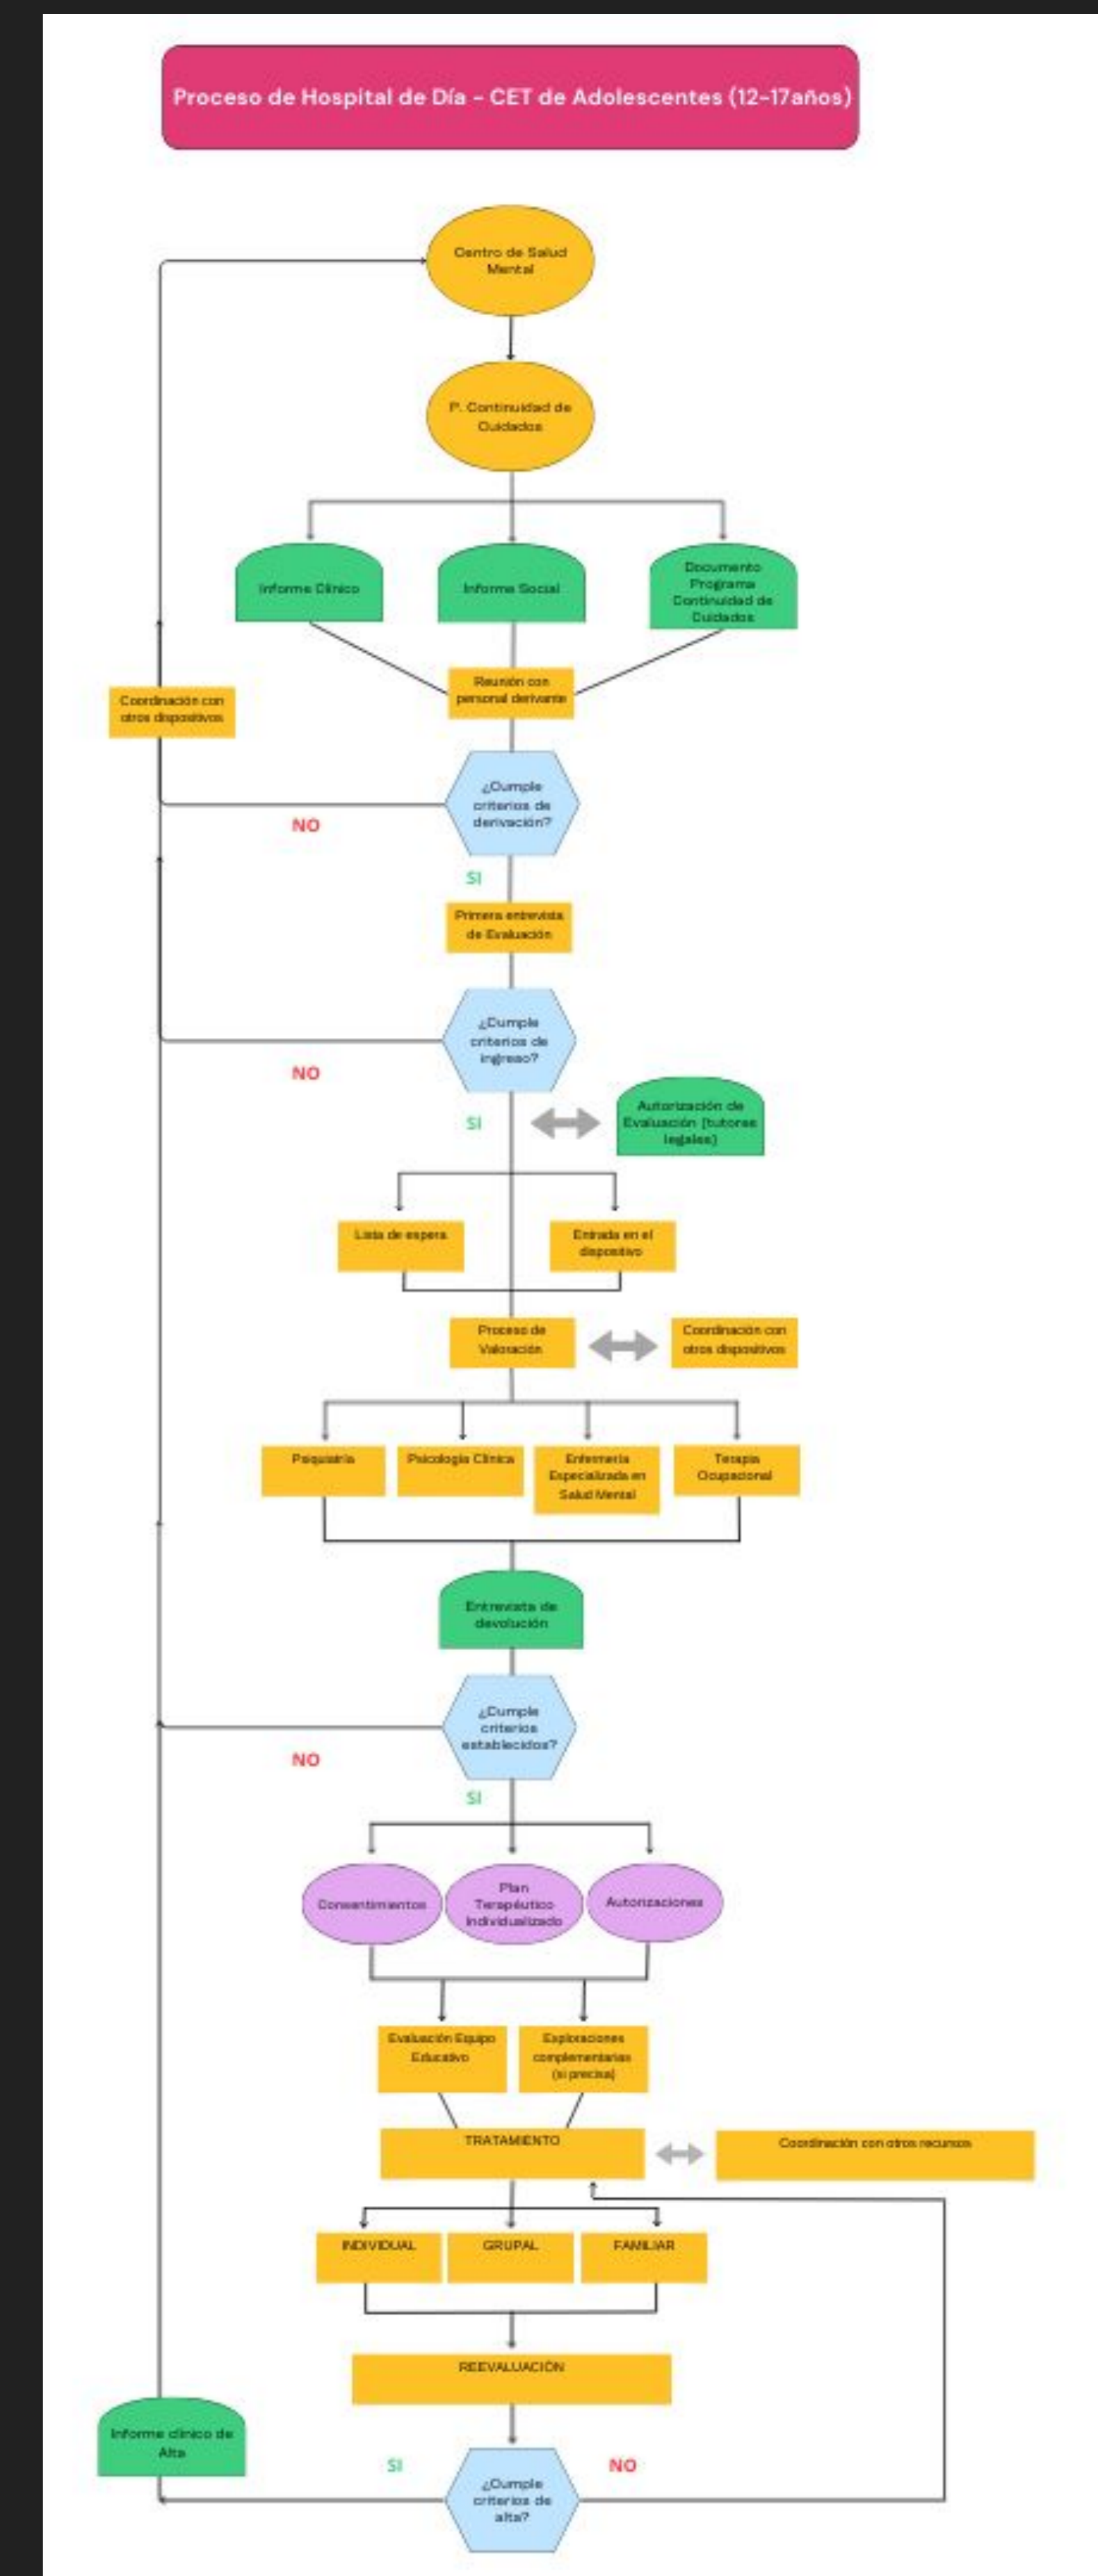 Proceso de Hospital de Día - CET de Adolescentes (12-17años)
Centro de Salud
Mental
P. Continuidad de
Cuidados
Informe Clínico
Informe Social
Documento
Programa
Continuidad de
Cuidados
Reunión con
personal derivante
Coordinación con
otros dispositivos
¿Cumple
criterios de
derivación?
NO
SI
Primera entrevista
de Evaluación
¿Cumple
criterios de
ingreso?
NO
SI
Autorización de
Evaluación (tutores
legales)
Lista de espera
Entrada en el
dispositivo
Proceso de
Valoración
Coordinación con
otros dispositivos
Psiquiatría
Psicología Clínica
Enfermería
Especializada en
Salud Mental
Terapia
Ocupacional
Entrevista de
devolución
¿Cumple
criterios
establecidos?
NO
SI
Consentimientos
Plan
Terapéutico
Individualizado
Autorizaciones
Evaluación Equipo
Educativo
Exploraciones
complementarias
(si precisa)
TRATAMIENTO
Coordinación con otros recursos
INDIVIDUAL
GRUPAL
FAMILIAR
REEVALUACIÓN
Informe clínico de
Alta
SI
NO
¿Cumple
criterios de
alta?